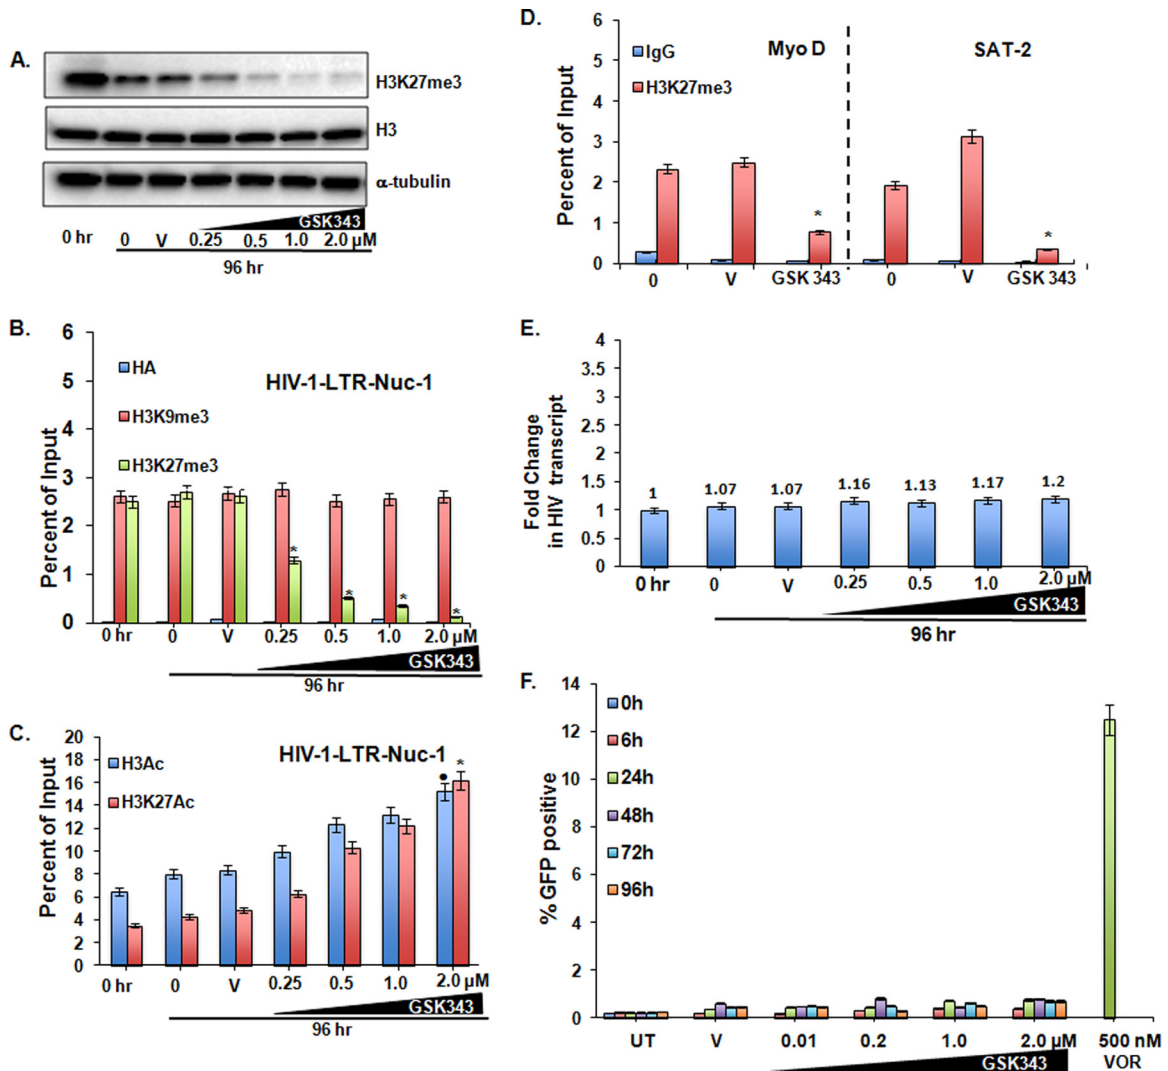 A.
H3K27me3
H3
α-tubulin
GSK343
0 hr 0 V 0.25 0.5 1.0 2.0 µM
96 hr
B.
6
5
4
3
2
1
0
Percent of Input
HA
H3K9me3
H3K27me3
HIV-1-LTR-Nuc-1
* * * *
0 hr 0 V 0.25 0.5 1.0 2.0 µM
GSK343
96 hr
C.
20
18
16
14
12
10
8
6
4
2
0
Percent of Input
H3Ac
H3K27Ac
HIV-1-LTR-Nuc-1
• *
0 hr 0 V 0.25 0.5 1.0 2.0 µM
GSK343
96 hr
D.
6
5
4
3
2
1
0
Percent of Input
IgG
H3K27me3
Myo D SAT-2
* *
0 V GSK 343 0 V GSK343
E.
4
3.5
3
2.5
2
1.5
1
0.5
0
Fold Change
in HIV transcript
1 1.07 1.07 1.16 1.13 1.17 1.2
0 hr 0 V 0.25 0.5 1.0 2.0 µM
GSK343
96 hr
F.
14
12
10
8
6
4
2
0
% GFP positive
0h
6h
24h
48h
72h
96h
UT V 0.01 0.2 1.0 2.0 µM 500 nM
GSK343 VOR